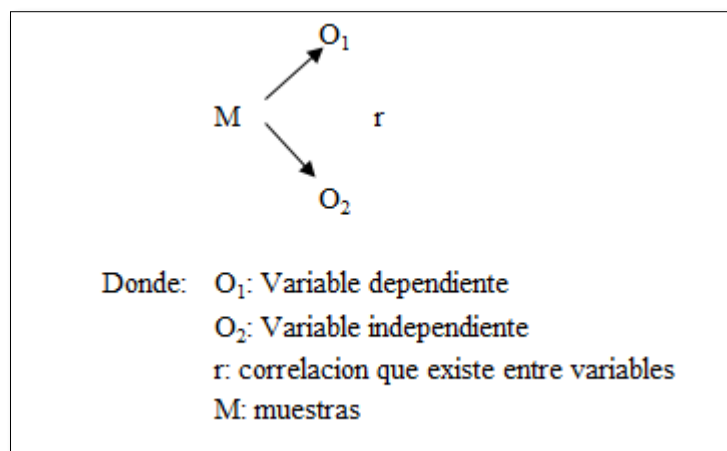 O₁
M r
O₂
Donde: O₁: Variable dependiente
O₂: Variable independiente
r: correlacion que existe entre variables
M: muestras